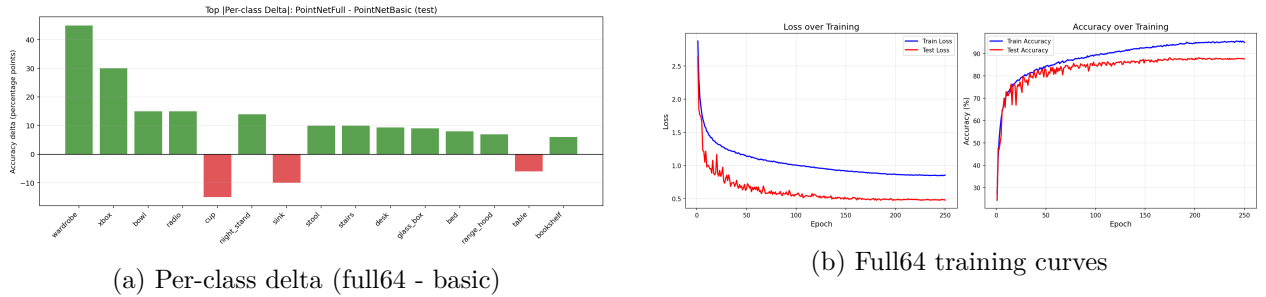 Top |Per-class Delta|: PointNetFull - PointNetBasic (test)
Accuracy delta (percentage points)
40
30
20
10
0
−10
wardrobe
xbox
bowl
radio
cup
night_stand
sink
stool
stairs
desk
glass_box
bed
range_hood
table
bookshelf
(a) Per-class delta (full64 - basic)
Loss over Training
Train Loss
Test Loss
Loss
2.5
2.0
1.5
1.0
0.5
0
50
100
150
200
250
Epoch
Accuracy over Training
Train Accuracy
Test Accuracy
Accuracy (%)
90
80
70
60
50
40
30
0
50
100
150
200
250
Epoch
(b) Full64 training curves